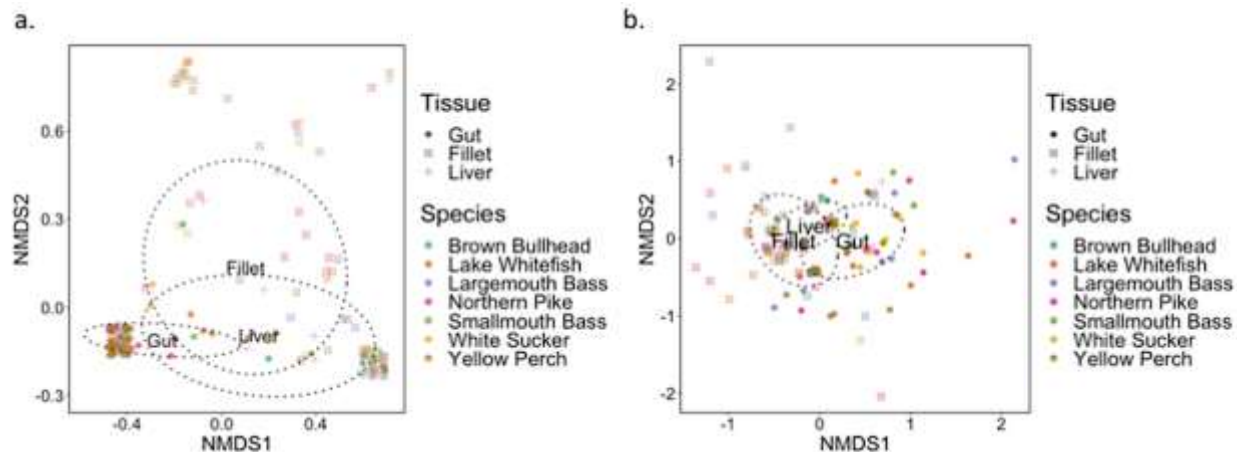 a.
NMDS2
0.6
0.3
0.0
-0.3
Fillet
Gut
Liver
-0.4
0.0
0.4
NMDS1
Tissue
Gut
Fillet
Liver
Species
Brown Bullhead
Lake Whitefish
Largemouth Bass
Northern Pike
Smallmouth Bass
White Sucker
Yellow Perch
b.
NMDS2
2
1
0
-1
-2
Liver
Fillet
Gut
-1
0
1
2
NMDS1
Tissue
Gut
Fillet
Liver
Species
Brown Bullhead
Lake Whitefish
Largemouth Bass
Northern Pike
Smallmouth Bass
White Sucker
Yellow Perch